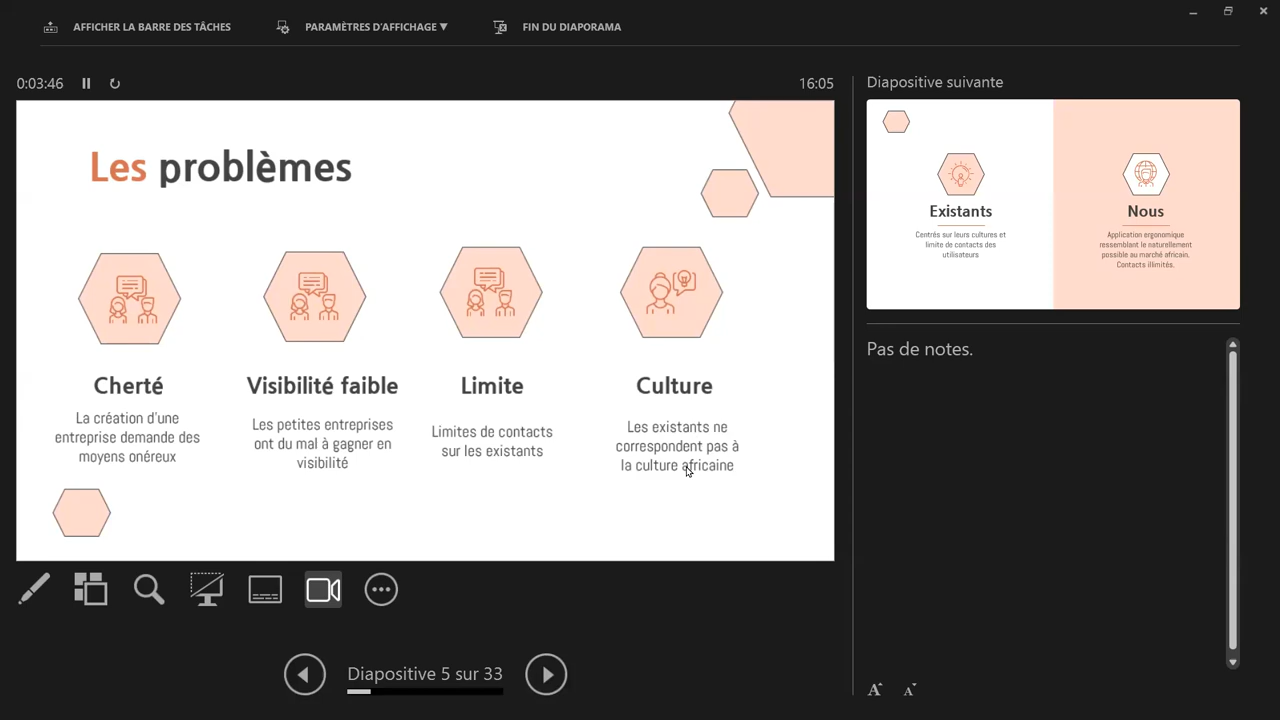 AFFICHER LA BARRE DES TÂCHES
PARAMÈTRES D'AFFICHAGE ▼
FIN DU DIAPORAMA
0:03:46
16:05
Les problèmes
Cherté
La création d'une
entreprise demande des
moyens onéreux
Visibilité faible
Les petites entreprises
ont du mal à gagner en
visibilité
Limite
Limites de contacts
sur les existants
Culture
Les existants ne
correspondent pas à
la culture africaine
Diapositive 5 sur 33
Diapositive suivante
Existants
Centrés sur leurs cultures et
limite de contacts des
utilisateurs
Nous
Application ergonomique
ressemblant le naturellement
possible au marché africain.
Contacts illimités.
Pas de notes.
A A